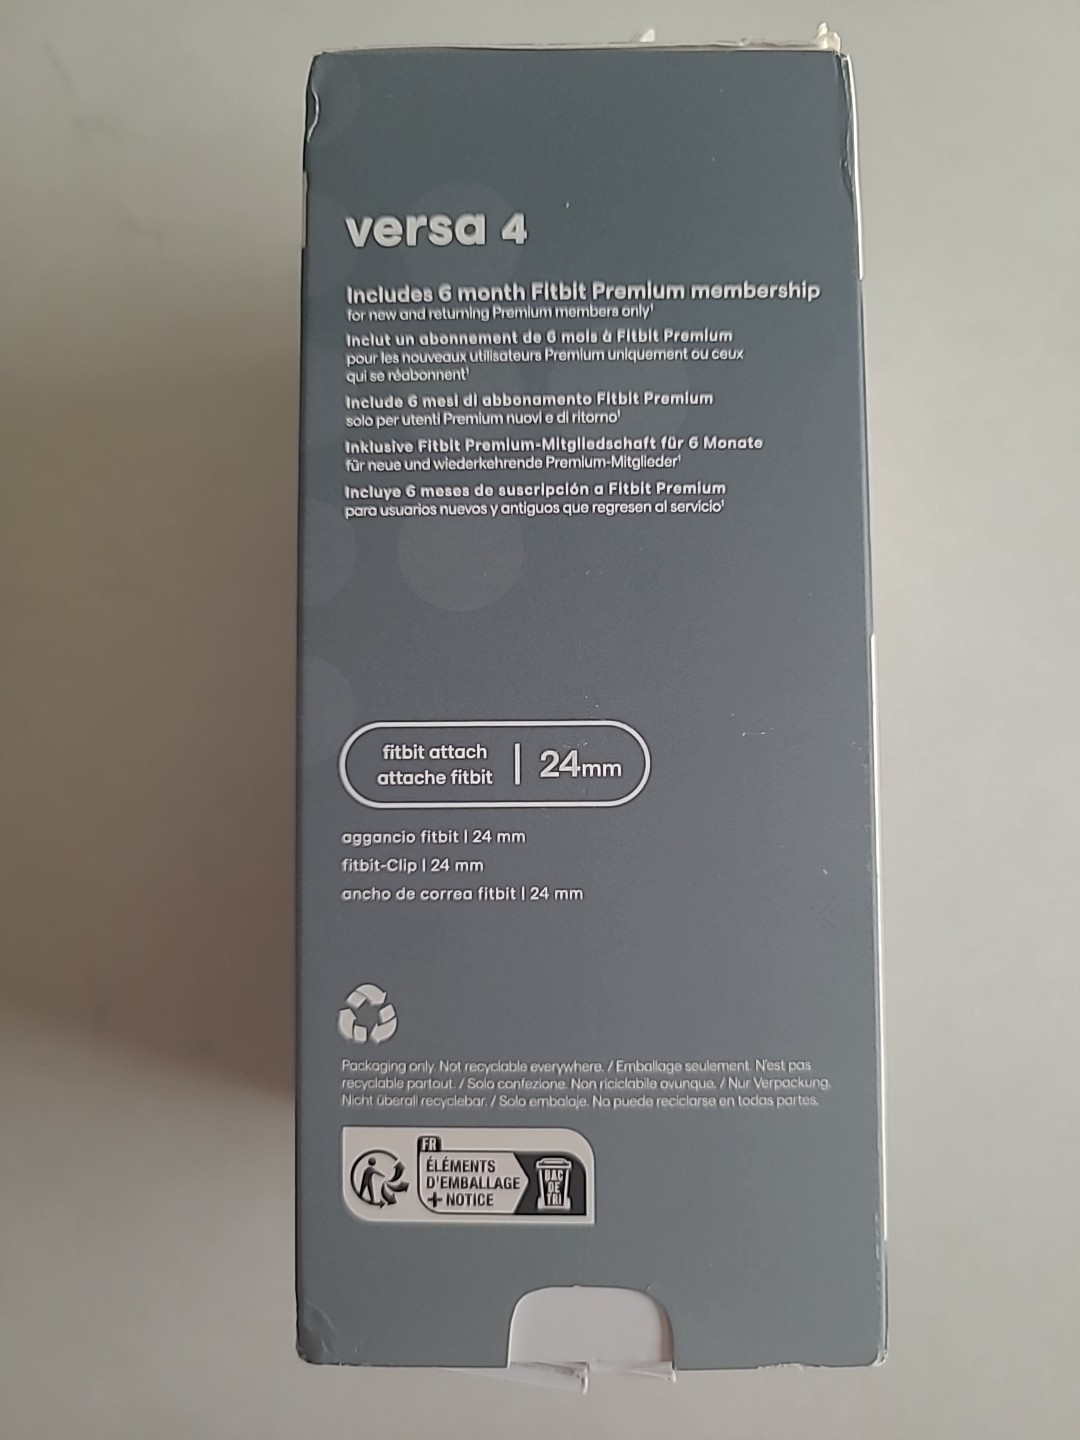 versa 4
Includes 6 month Fitbit Premium membership
for new and returning Premium members only¹
Inclut un abonnement de 6 mois à Fitbit Premium
pour les nouveaux utilisateurs Premium uniquement ou ceux
qui se réabonnent¹
Include 6 mesi di abbonamento Fitbit Premium
solo per utenti Premium nuovi e di ritorno¹
Inklusive Fitbit Premium-Mitgliedschaft für 6 Monate
für neue und wiederkehrende Premium-Mitglieder¹
Incluye 6 meses de suscripción a Fitbit Premium
para usuarios nuevos y antiguos que regresen al servicio¹
fitbit attach
attache fitbit | 24mm
aggancio fitbit | 24 mm
fitbit-Clip | 24 mm
ancho de correa fitbit | 24 mm
Packaging only. Not recyclable everywhere. / Emballage seulement. N'est pas
recyclable partout. / Solo confezione. Non riciclabile ovunque. / Nur Verpackung.
Nicht überall recyclebar. / Solo embalaje. No puede reciclarse en todas partes.
FR
ÉLÉMENTS
D'EMBALLAGE
+ NOTICE
BAC
DE
TRI